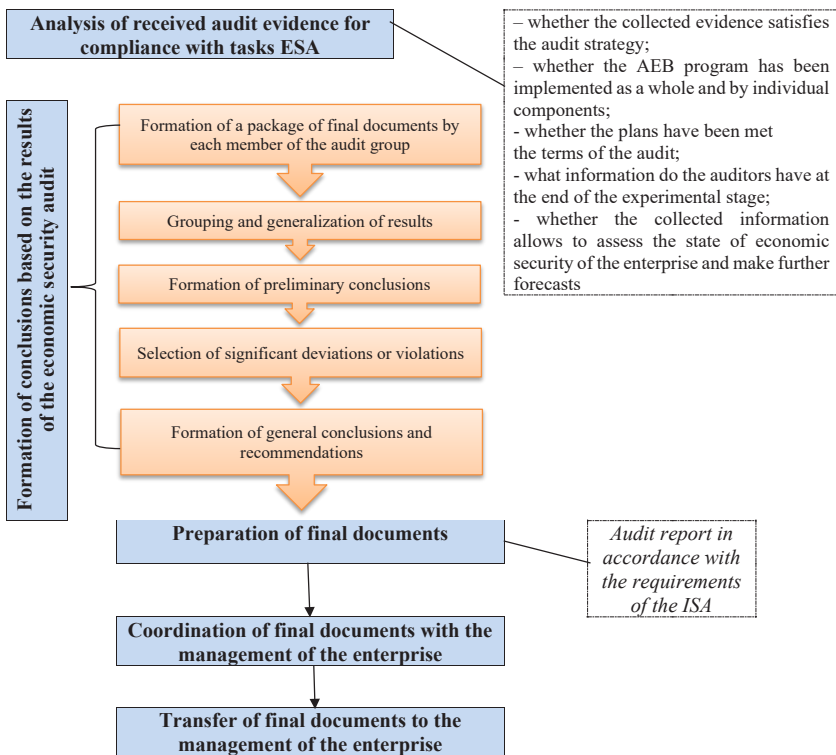 Analysis of received audit evidence for
compliance with tasks ESA
– whether the collected evidence satisfies
the audit strategy;
– whether the AEB program has been
implemented as a whole and by individual
components;
- whether the plans have been met
the terms of the audit;
- what information do the auditors have at
the end of the experimental stage;
- whether the collected information
allows to assess the state of economic
security of the enterprise and make further
forecasts
Formation of conclusions based on the results
of the economic security audit
Formation of a package of final documents by
each member of the audit group
Grouping and generalization of results
Formation of preliminary conclusions
Selection of significant deviations or violations
Formation of general conclusions and
recommendations
Preparation of final documents
Audit report in
accordance with
the requirements
of the ISA
Coordination of final documents with the
management of the enterprise
Transfer of final documents to the
management of the enterprise